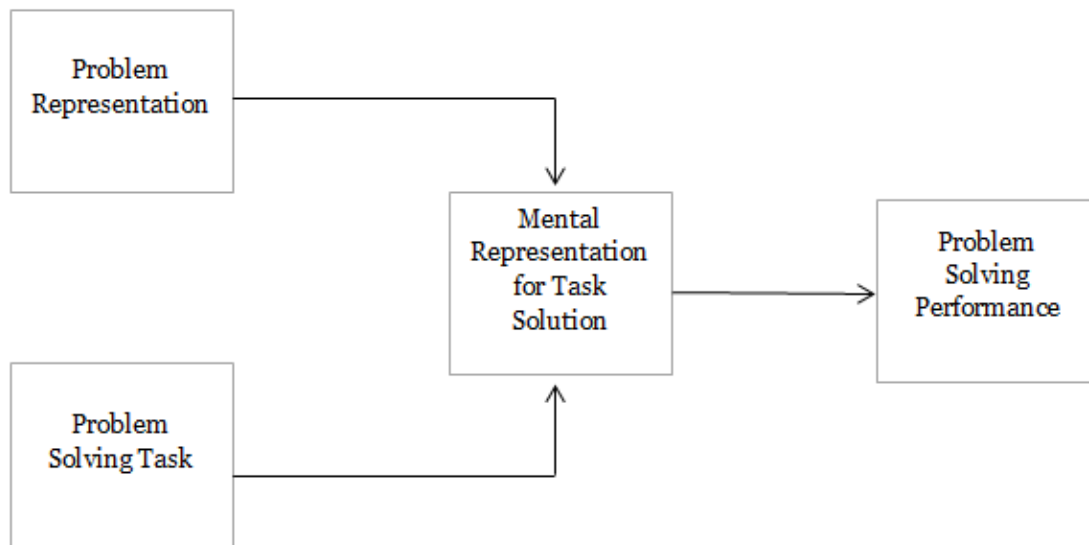 Problem
Representation
Mental
Representation
for Task
Solution
Problem
Solving
Performance
Problem
Solving Task